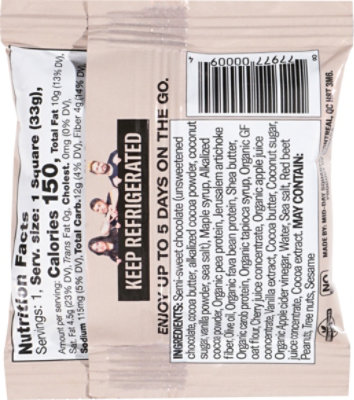 Nutrition Facts
Servings: 1, Serv. size: 1 Square (33g),
Calories 150, Total Fat 10g (13% DV),
Amount per serving:
Sat. Fat 4.5g (23% DV), Trans Fat 0g, Cholest. 0mg (0% DV),
Sodium 115mg (5% DV), Total Carb. 12g (4% DV), Fiber 4g (14% DV)
KEEP REFRIGERATED
ENJOY UP TO 5 DAYS ON THE GO.
INGREDIENTS: Semi-sweet chocolate (unsweetened
chocolate, cocoa butter, alkalized cocoa powder, coconut
sugar, vanilla powder, sea salt), Maple syrup, Alkalized
cocoa powder, Organic pea protein, Jerusalem artichoke
fiber, Olive oil, Organic fava bean protein, Shea butter,
Organic carob protein, Organic tapioca syrup, Organic GF
oat flour, Cherry juice concentrate, Organic apple juice
concentrate, Vanilla extract, Cocoa butter, Coconut sugar,
Organic Apple cider vinegar, Water, Sea salt, Red beet
juice concentrate, Cocoa extract. MAY CONTAIN:
Peanuts, Tree nuts, Sesame
MADE BY: MID-DAY
QC H8T 3M6.